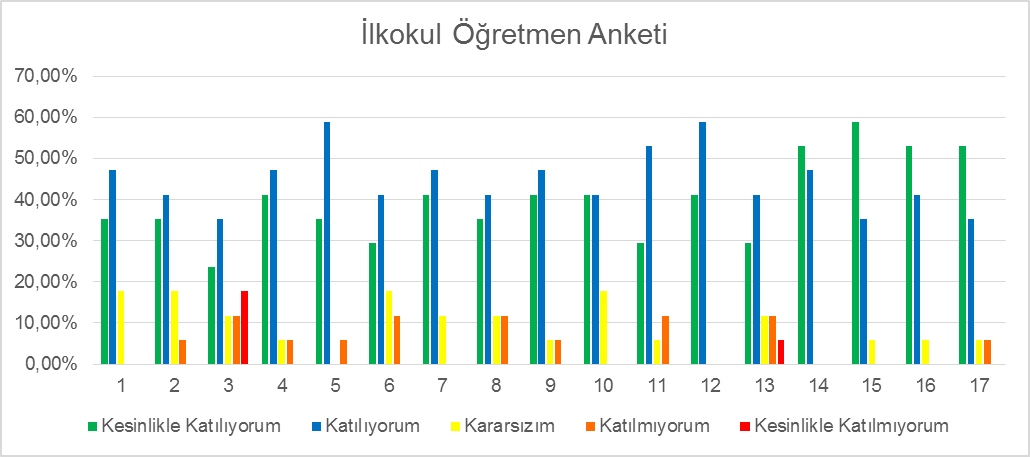 İlkokul Öğretmen Anketi
70,00%
60,00%
50,00%
40,00%
30,00%
20,00%
10,00%
0,00%
1 2 3 4 5 6 7 8 9 10 11 12 13 14 15 16 17
Kesinlikle Katılıyorum Katılıyorum Kararsızım Katılmıyorum Kesinlikle Katılmıyorum